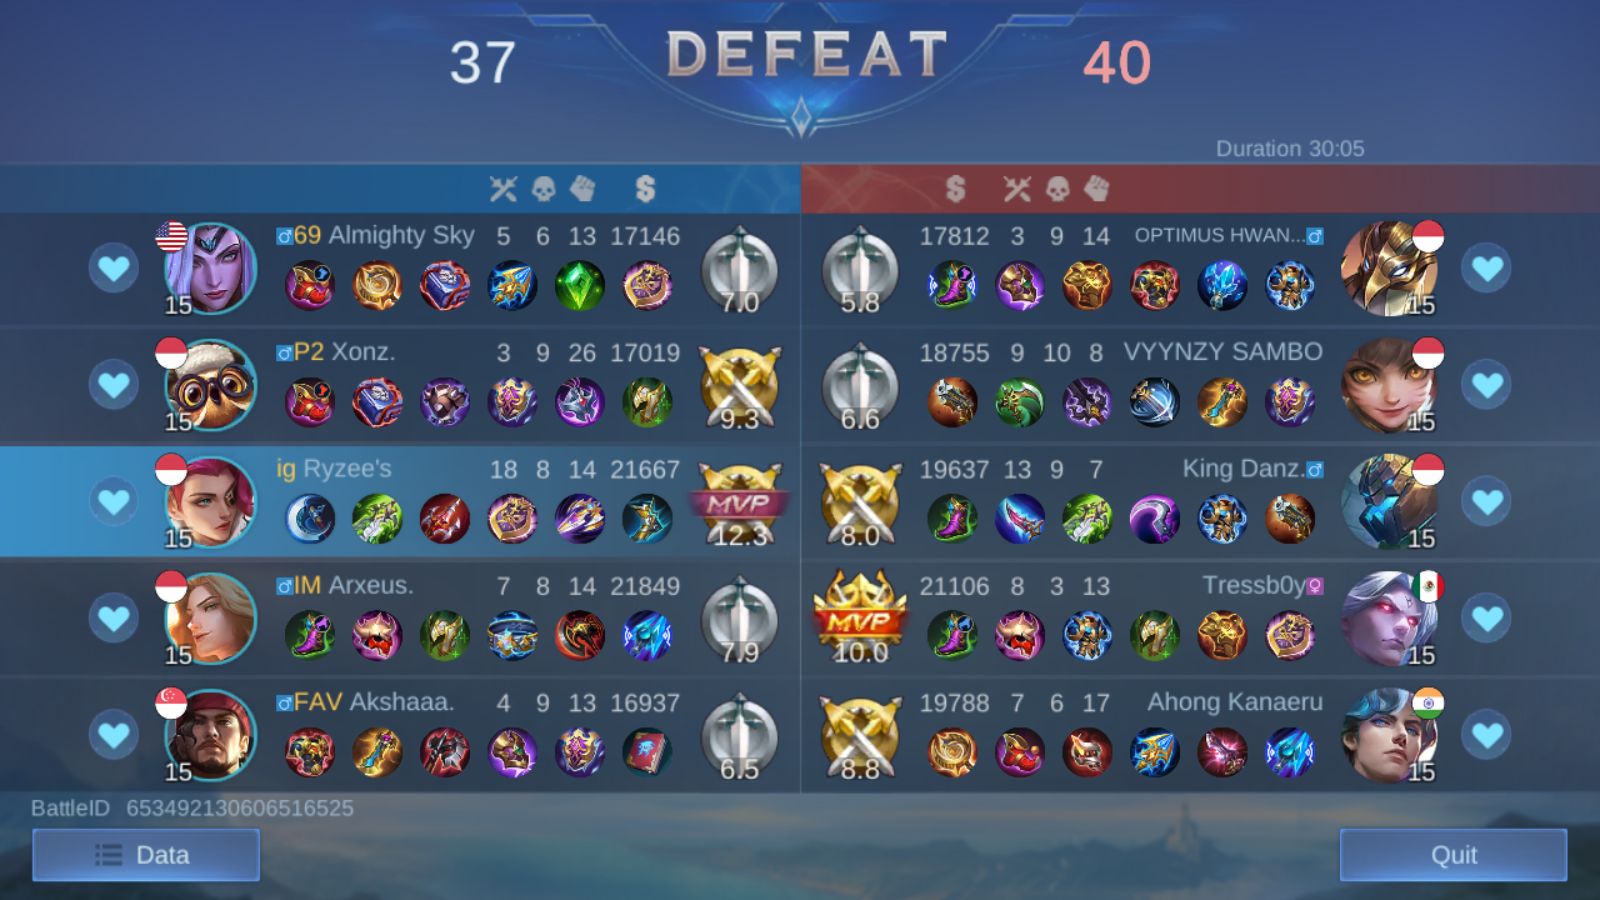 37 DEFEAT 40
Duration 30:05
♂69 Almighty Sky 5 6 13 17146 7.0 15
5.8 17812 3 9 14 OPTIMUS HWAN...♂ 15
♂P2 Xonz. 3 9 26 17019 9.3 15
6.6 18755 9 10 8 VYYNZY SAMBO 15
ig Ryzee's 18 8 14 21667 MVP 12.3 15
8.0 19637 13 9 7 King Danz.♂ 15
♂IM Arxeus. 7 8 14 21849 7.9 15
MVP 10.0 21106 8 3 13 Tressb0y♀ 15
♂FAV Akshaaa. 4 9 13 16937 6.5 15
8.8 19788 7 6 17 Ahong Kanaeru 15
BattleID 653492130606516525
Data
Quit